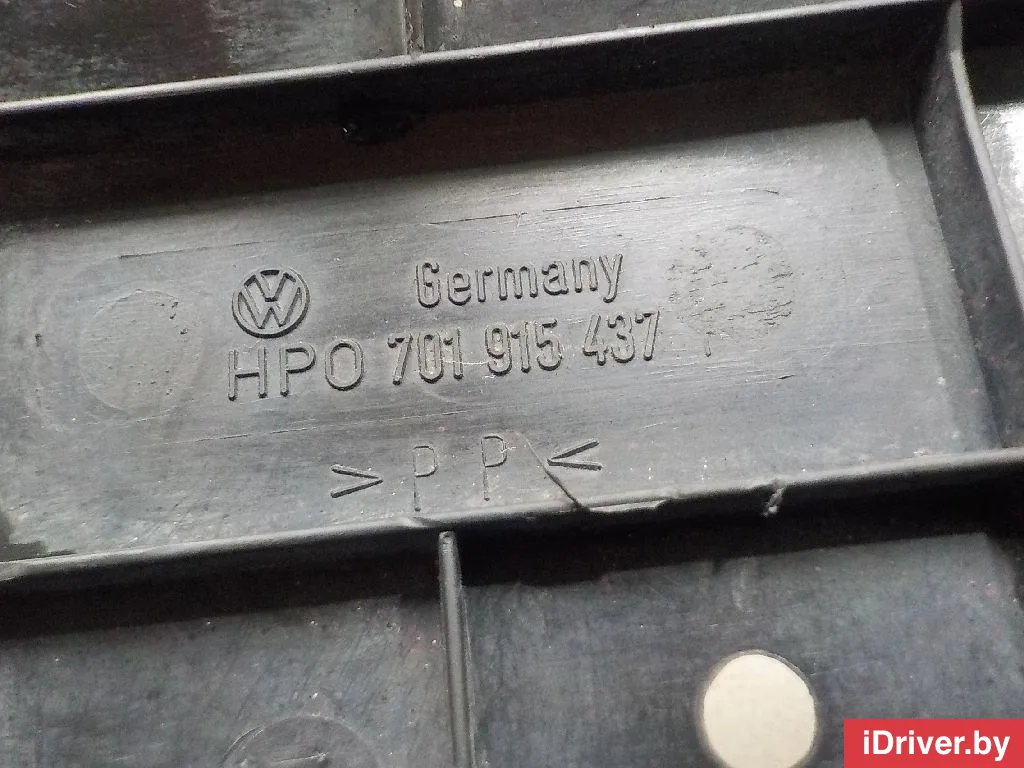 Germany
HPO 701 915 437
>PP<
iDriver.by